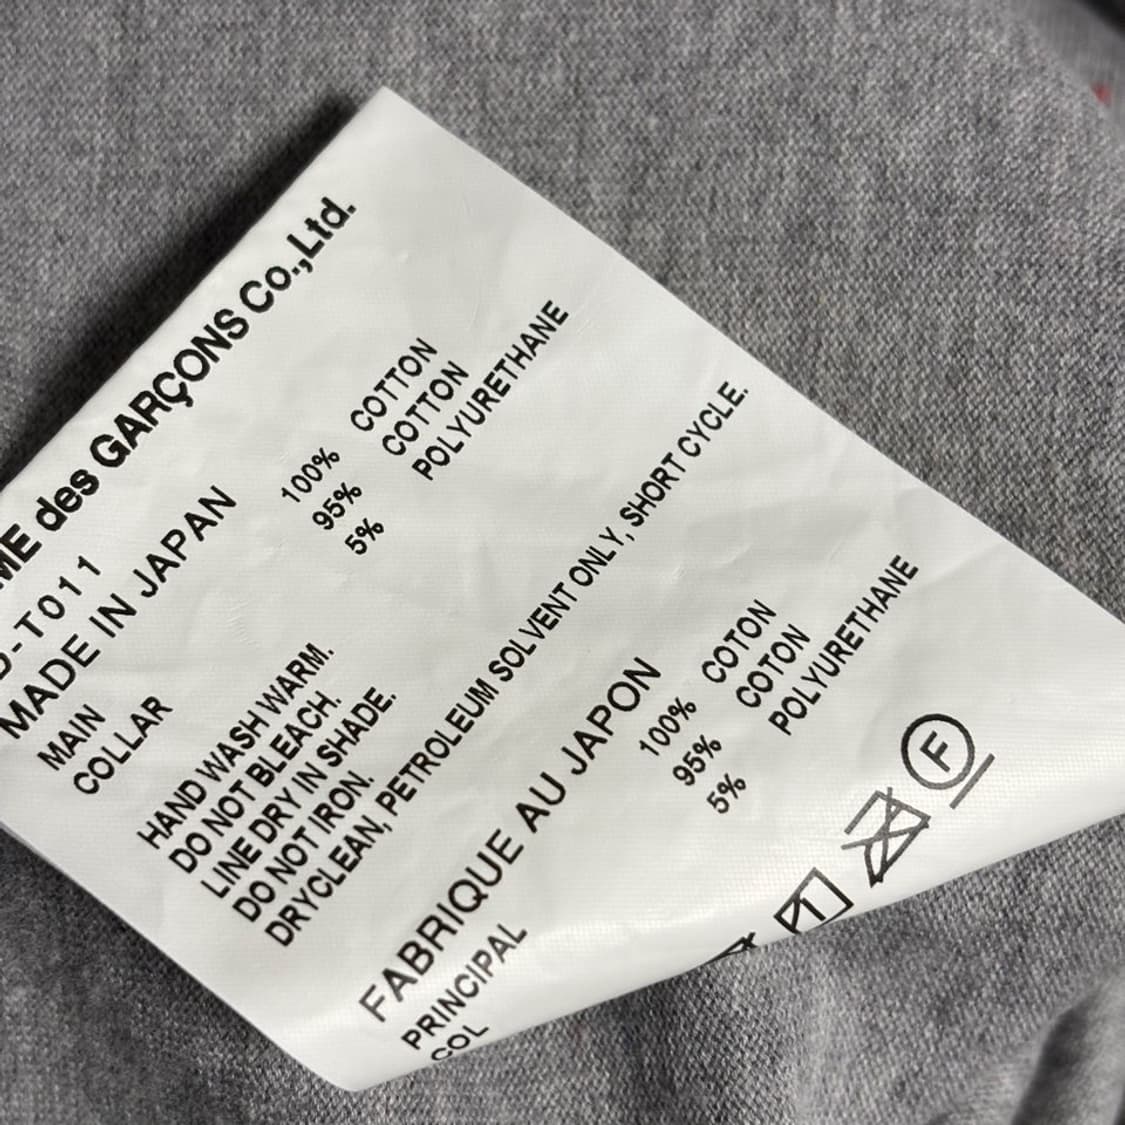 ME des GARÇONS Co.,Ltd.
-T011
MADE IN JAPAN
MAIN 100% COTTON
COLLAR 95% COTTON
5% POLYURETHANE
HAND WASH WARM.
DO NOT BLEACH.
LINE DRY IN SHADE.
DO NOT IRON.
DRYCLEAN, PETROLEUM SOLVENT ONLY, SHORT CYCLE.
FABRIQUE AU JAPON
PRINCIPAL 100% COTON
COL 95% COTON
5% POLYURETHANE
F